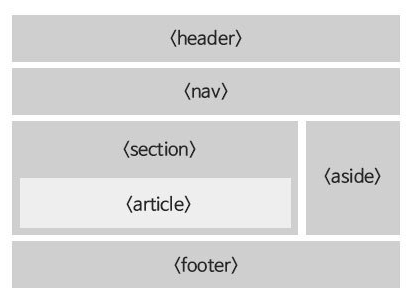 〈header〉
〈nav〉
〈section〉
〈article〉
〈aside〉
〈footer〉